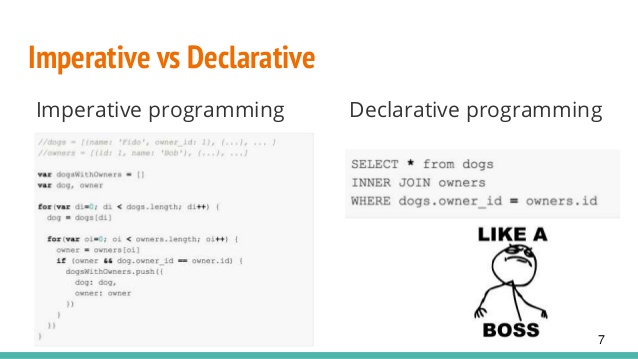 Imperative vs Declarative
Imperative programming
//dogs = [{name: 'Fido', owner_id: 1}, {...}, ... ]
//owners = [{id: 1, name: 'Bob'}, {...}, ...]
var dogsWithOwners = []
var dog, owner
for(var di=0; di < dogs.length; di++) {
dog = dogs[di]
for(var oi=0; oi < owners.length; oi++) {
owner = owners[oi]
if (owner && dog.owner_id == owner.id) {
dogsWithOwners.push({
dog: dog,
owner: owner
})
}
})
}
Declarative programming
SELECT * from dogs
INNER JOIN owners
WHERE dogs.owner_id = owners.id
LIKE A
BOSS
7